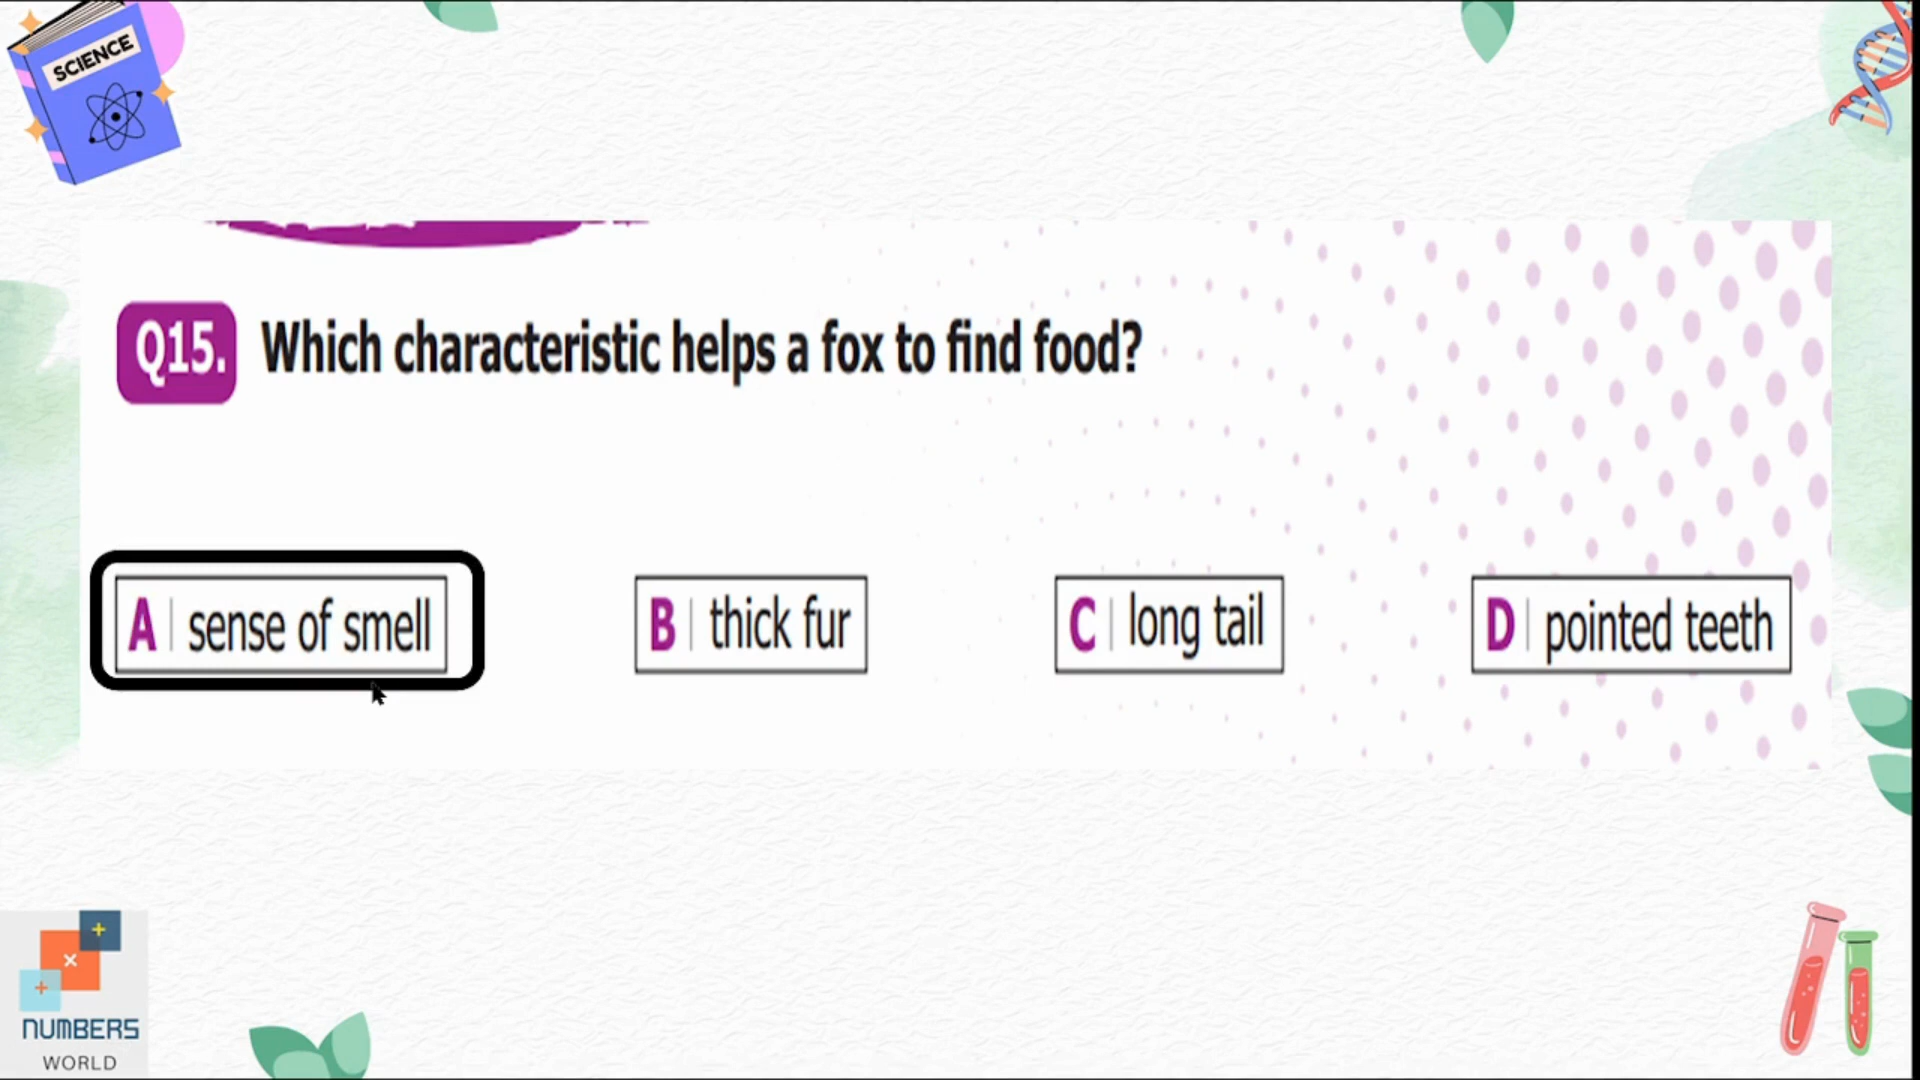 SCIENCE
Q15. Which characteristic helps a fox to find food?
A sense of smell
B thick fur
C long tail
D pointed teeth
NUMBERS
WORLD